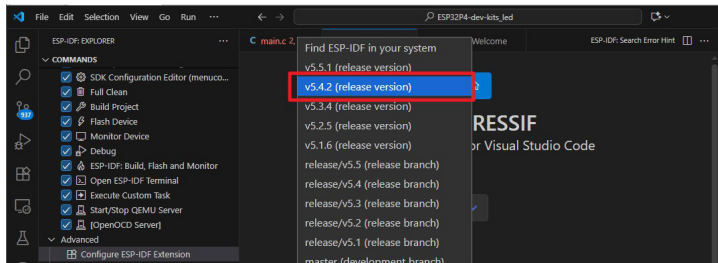 File Edit Selection View Go Run ···
ESP32P4-dev-kits_led
ESP-IDF: EXPLORER ···
C main.c 2,
Welcome
ESP-IDF: Search Error Hint
COMMANDS
SDK Configuration Editor (menuco...
Full Clean
Build Project
Flash Device
Monitor Device
Debug
ESP-IDF: Build, Flash and Monitor
Open ESP-IDF Terminal
Execute Custom Task
Start/Stop QEMU Server
[OpenOCD Server]
Advanced
Configure ESP-IDF Extension
937
Find ESP-IDF in your system
v5.5.1 (release version)
v5.4.2 (release version)
v5.3.4 (release version)
v5.2.5 (release version)
v5.1.6 (release version)
release/v5.5 (release branch)
release/v5.4 (release branch)
release/v5.3 (release branch)
release/v5.2 (release branch)
release/v5.1 (release branch)
master (development branch)
RESSIF
or Visual Studio Code